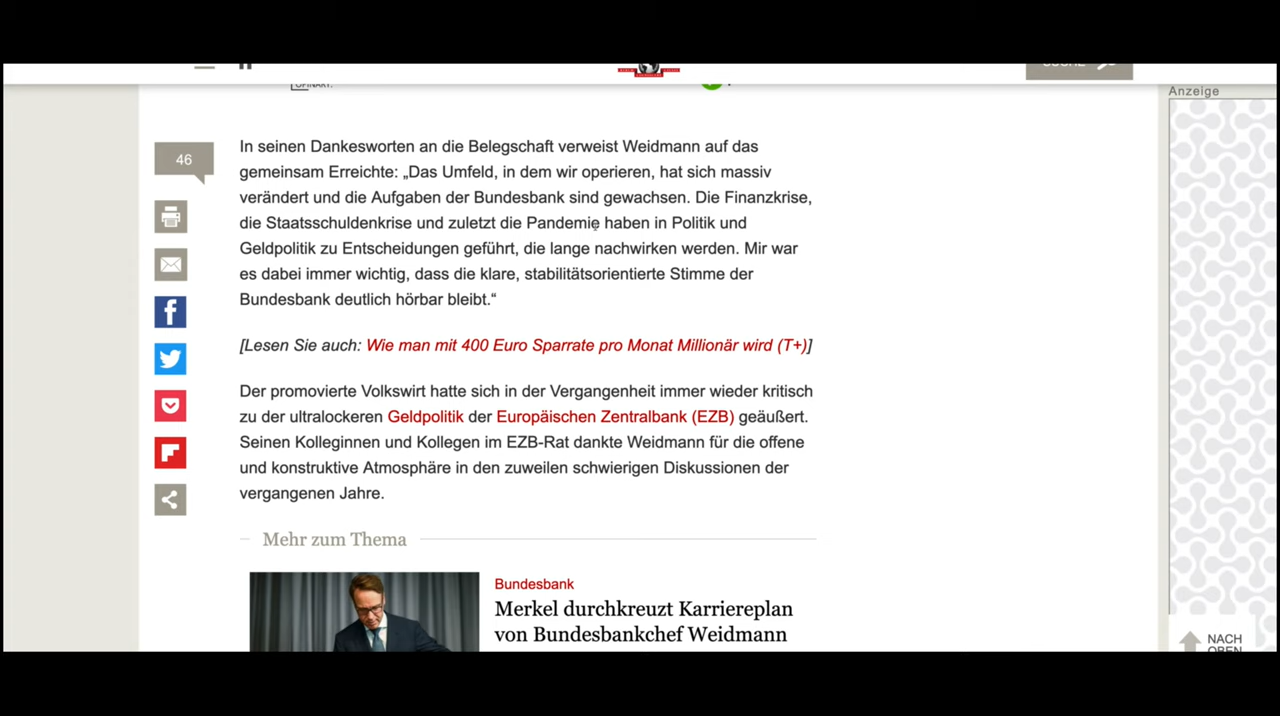 Anzeige
46
In seinen Dankesworten an die Belegschaft verweist Weidmann auf das
gemeinsam Erreichte: „Das Umfeld, in dem wir operieren, hat sich massiv
verändert und die Aufgaben der Bundesbank sind gewachsen. Die Finanzkrise,
die Staatsschuldenkrise und zuletzt die Pandemie haben in Politik und
Geldpolitik zu Entscheidungen geführt, die lange nachwirken werden. Mir war
es dabei immer wichtig, dass die klare, stabilitätsorientierte Stimme der
Bundesbank deutlich hörbar bleibt.“
[Lesen Sie auch: Wie man mit 400 Euro Sparrate pro Monat Millionär wird (T+)]
Der promovierte Volkswirt hatte sich in der Vergangenheit immer wieder kritisch
zu der ultralockeren Geldpolitik der Europäischen Zentralbank (EZB) geäußert.
Seinen Kolleginnen und Kollegen im EZB-Rat dankte Weidmann für die offene
und konstruktive Atmosphäre in den zuweilen schwierigen Diskussionen der
vergangenen Jahre.
Mehr zum Thema
Bundesbank
Merkel durchkreuzt Karriereplan
von Bundesbankchef Weidmann
NACH
OBEN